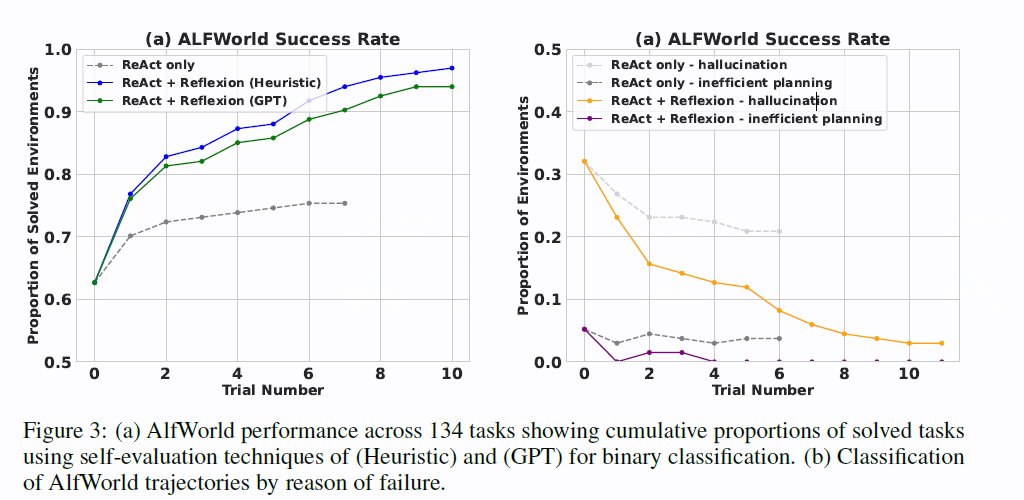 (a) ALFWorld Success Rate
Proportion of Solved Environments
1.0
0.9
0.8
0.7
0.6
0.5
ReAct only
ReAct + Reflexion (Heuristic)
ReAct + Reflexion (GPT)
0 2 4 6 8 10
Trial Number
(a) ALFWorld Success Rate
Proportion of Environments
0.5
0.4
0.3
0.2
0.1
0.0
ReAct only - hallucination
ReAct only - inefficient planning
ReAct + Reflexion - hallucination
ReAct + Reflexion - inefficient planning
0 2 4 6 8 10
Trial Number
Figure 3: (a) AlfWorld performance across 134 tasks showing cumulative proportions of solved tasks
using self-evaluation techniques of (Heuristic) and (GPT) for binary classification. (b) Classification
of AlfWorld trajectories by reason of failure.